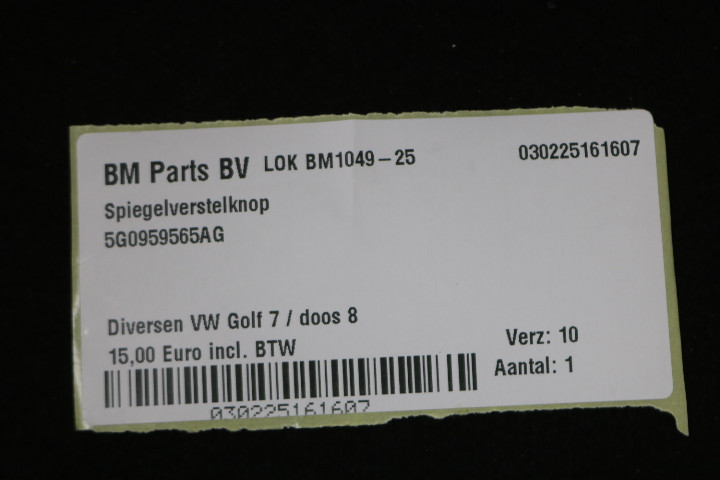 BM Parts BV LOK BM1049-25 030225161607
Spiegelverstelknop
5G0959565AG
Diversen VW Golf 7 / doos 8
15,00 Euro incl. BTW
Verz: 10
Aantal: 1
030225161607